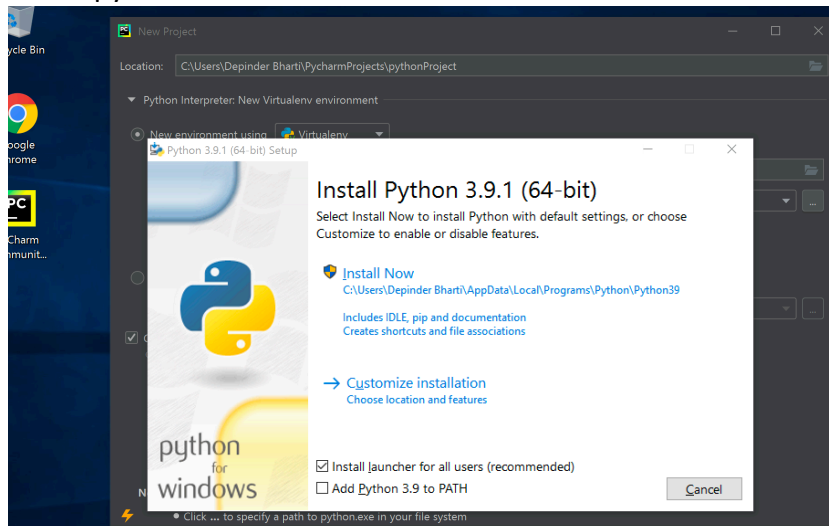 PC New Project
Location: C:\Users\Depinder Bharti\PycharmProjects\pythonProject
Python Interpreter: New Virtualenv environment
New environment using Virtualenv
Python 3.9.1 (64-bit) Setup
Install Python 3.9.1 (64-bit)
Select Install Now to install Python with default settings, or choose
Customize to enable or disable features.
Install Now
C:\Users\Depinder Bharti\AppData\Local\Programs\Python\Python39
Includes IDLE, pip and documentation
Creates shortcuts and file associations
Customize installation
Choose location and features
python
for
windows
Install launcher for all users (recommended)
Add Python 3.9 to PATH
Cancel
Click ... to specify a path to python.exe in your file system
ycle Bin
oogle
hrome
PC
Charm
mmunit...